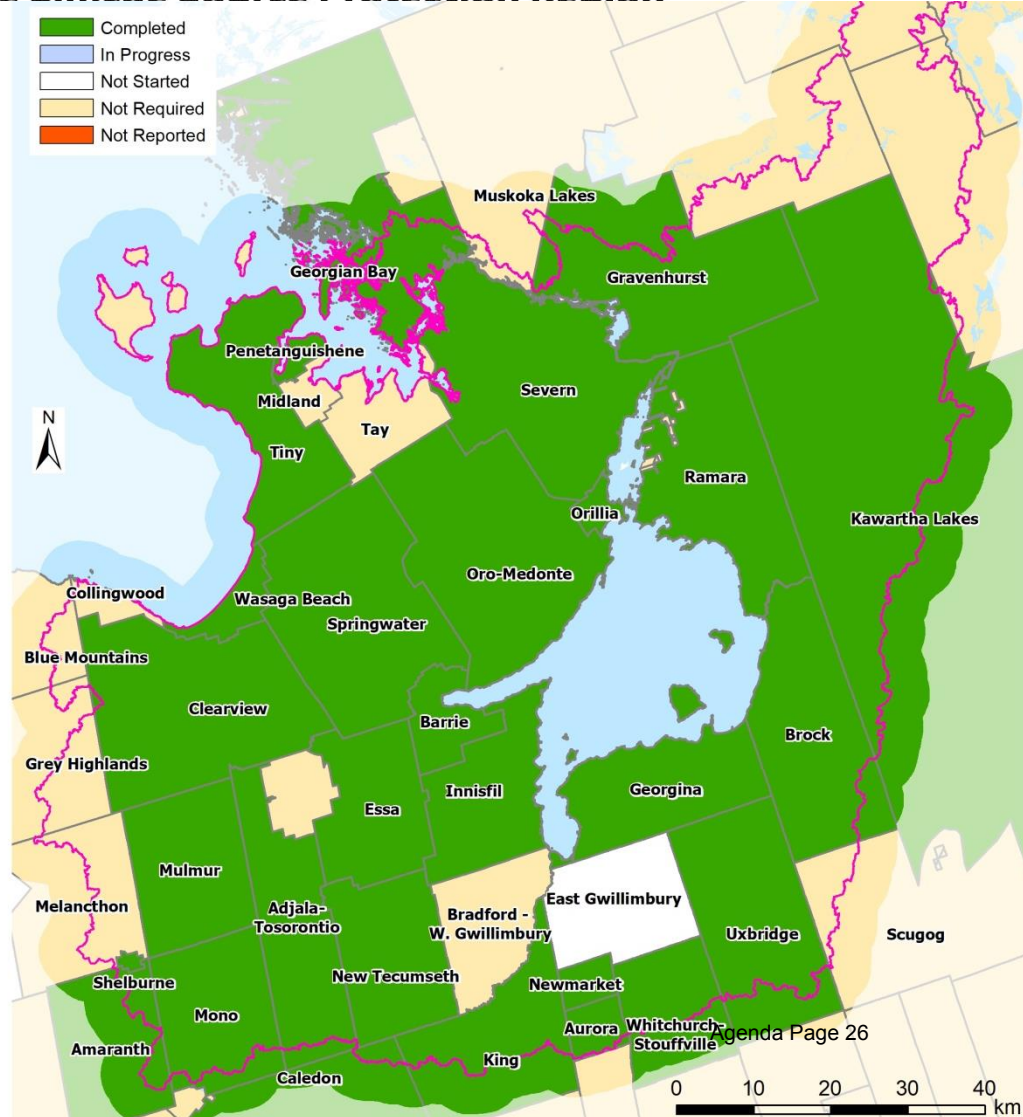 Completed
In Progress
Not Started
Not Required
Not Reported
Muskoka Lakes
Georgian Bay
Gravenhurst
Penetanguishene
Severn
Midland
N
Tay
Tiny
Ramara
Orillia
Kawartha Lakes
Oro-Medonte
Collingwood
Wasaga Beach
Springwater
Blue Mountains
Clearview
Barrie
Brock
Grey Highlands
Innisfil
Georgina
Essa
Mulmur
East Gwillimbury
Melancthon
Adjala-
Tosorontio
Bradford -
W. Gwillimbury
Uxbridge
Scugog
New Tecumseth
Shelburne
Newmarket
Mono
Aurora
Whitchurch-
Stouffville
Agenda Page 26
Amaranth
King
Caledon
0 10 20 30 40
km